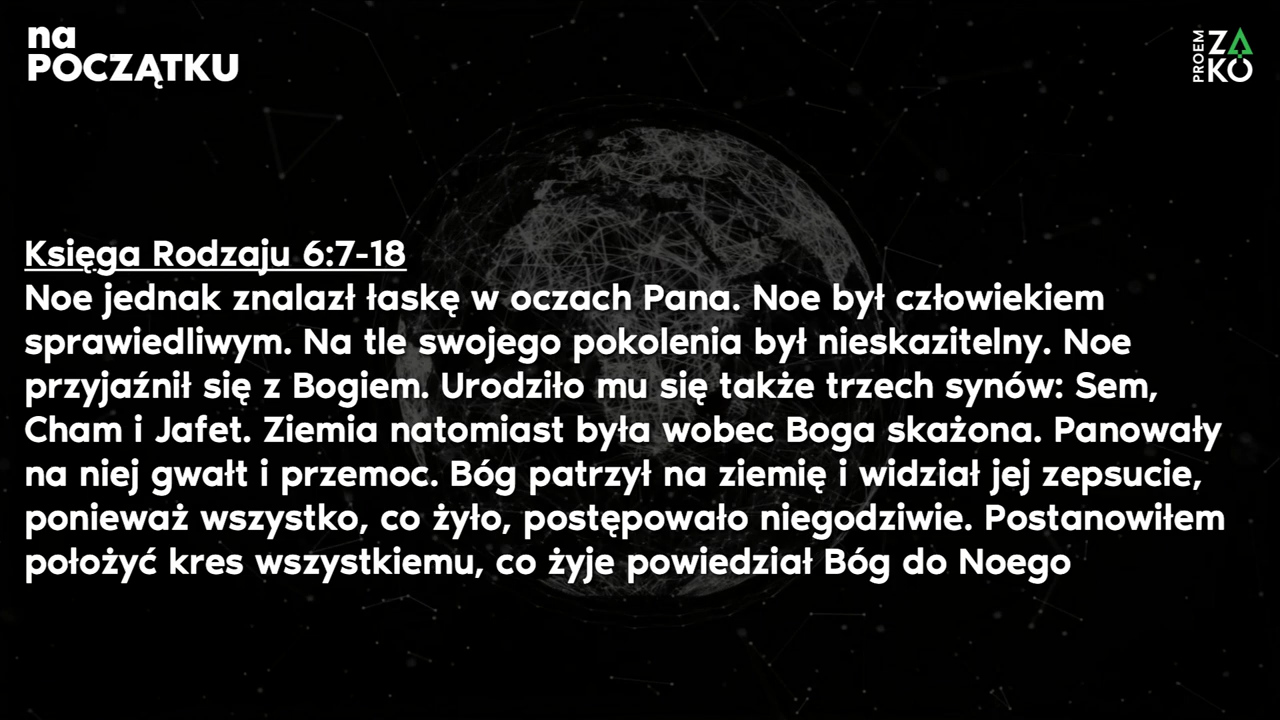 na
POCZĄTKU
PROEM
ZA
KO
Księga Rodzaju 6:7-18
Noe jednak znalazł łaskę w oczach Pana. Noe był człowiekiem
sprawiedliwym. Na tle swojego pokolenia był nieskazitelny. Noe
przyjaźnił się z Bogiem. Urodziło mu się także trzech synów: Sem,
Cham i Jafet. Ziemia natomiast była wobec Boga skażona. Panowały
na niej gwałt i przemoc. Bóg patrzył na ziemię i widział jej zepsucie,
ponieważ wszystko, co żyło, postępowało niegodziwie. Postanowiłem
położyć kres wszystkiemu, co żyje powiedział Bóg do Noego